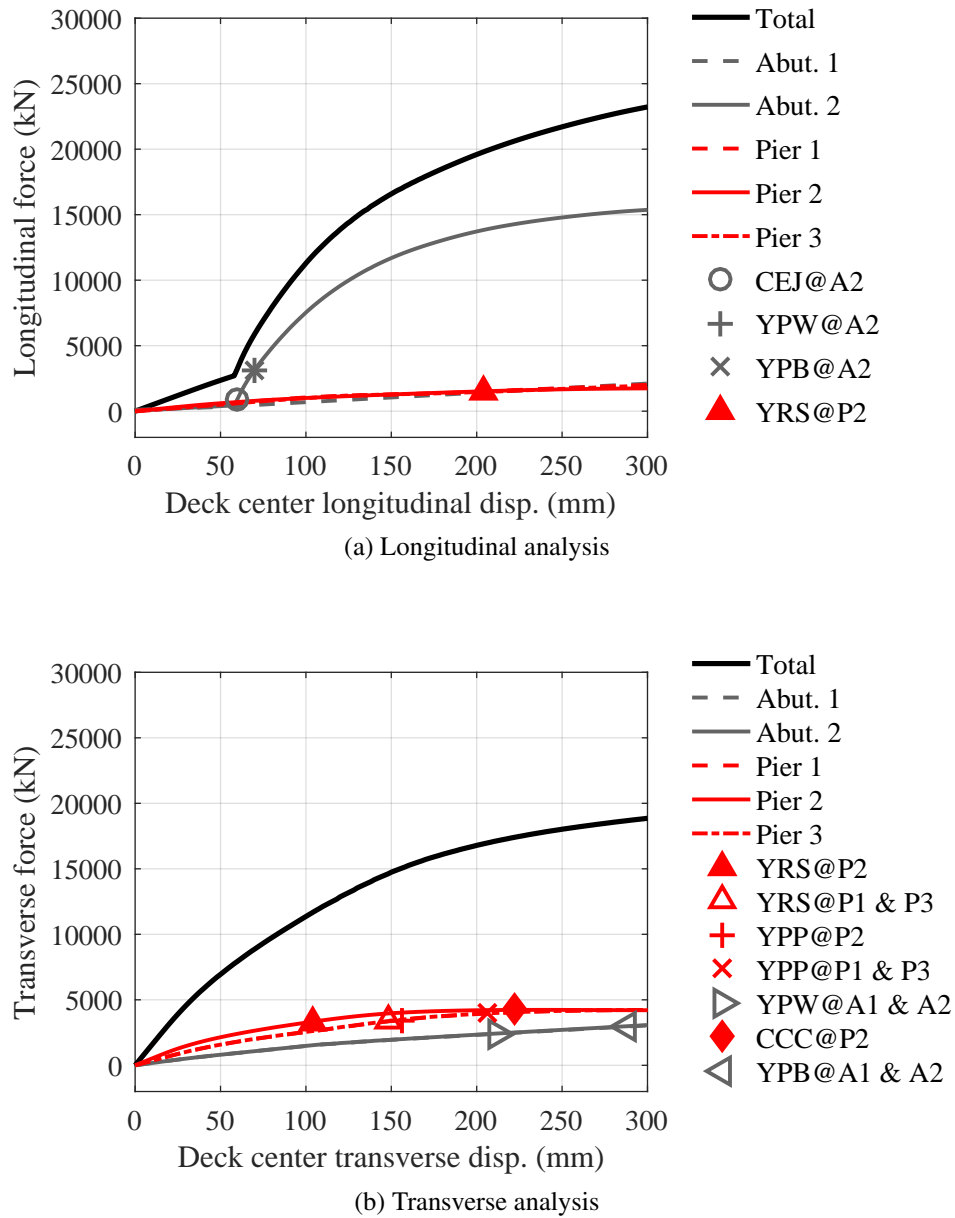 30000
25000
20000
15000
10000
5000
0
Longitudinal force (kN)
0 50 100 150 200 250 300
Deck center longitudinal disp. (mm)
Total
Abut. 1
Abut. 2
Pier 1
Pier 2
Pier 3
CEJ@A2
YPW@A2
YPB@A2
YRS@P2
(a) Longitudinal analysis
30000
25000
20000
15000
10000
5000
0
Transverse force (kN)
0 50 100 150 200 250 300
Deck center transverse disp. (mm)
Total
Abut. 1
Abut. 2
Pier 1
Pier 2
Pier 3
YRS@P2
YRS@P1 & P3
YPP@P2
YPP@P1 & P3
YPW@A1 & A2
CCC@P2
YPB@A1 & A2
(b) Transverse analysis